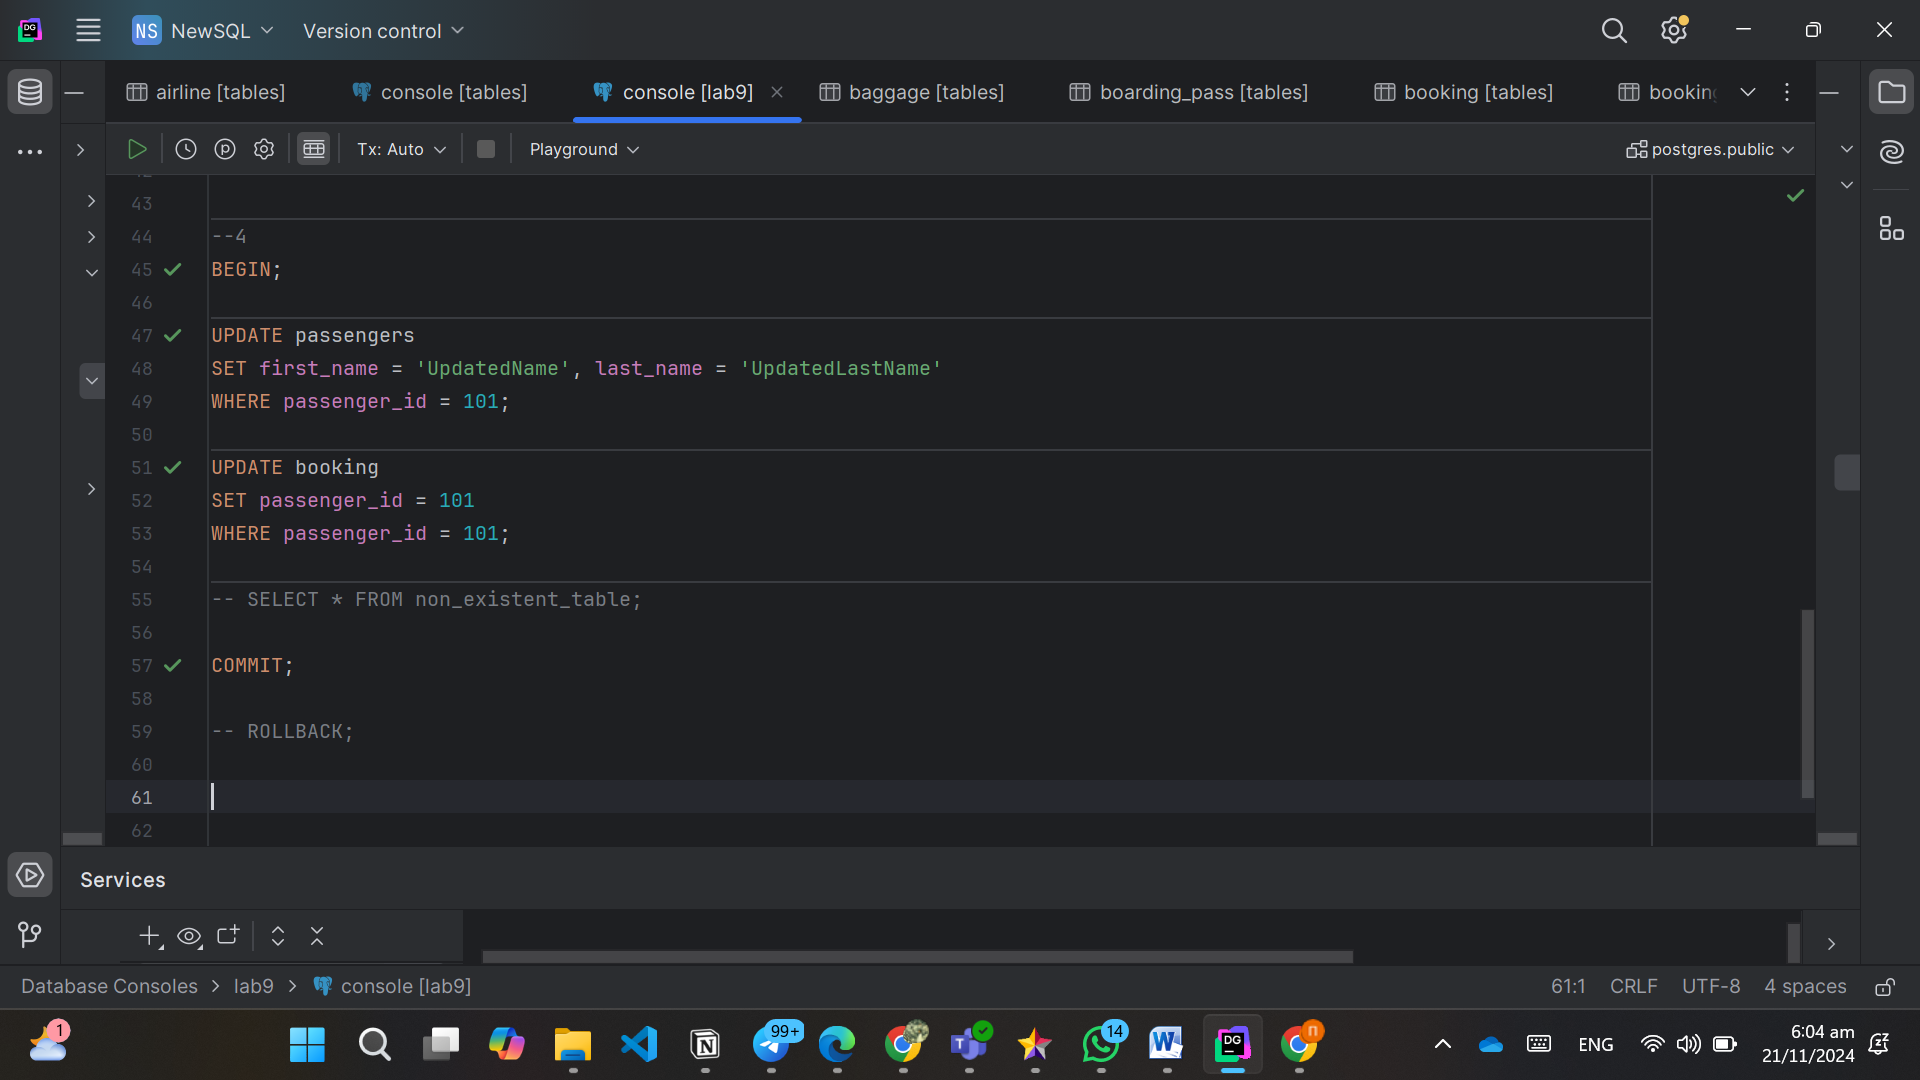 DG
NS NewSQL Version control
airline [tables] console [tables] console [lab9] baggage [tables] boarding_pass [tables] booking [tables] booking
Tx: Auto Playground postgres.public
43
44 --4
45 BEGIN;
46
47 UPDATE passengers
48 SET first_name = 'UpdatedName', last_name = 'UpdatedLastName'
49 WHERE passenger_id = 101;
50
51 UPDATE booking
52 SET passenger_id = 101
53 WHERE passenger_id = 101;
54
55 -- SELECT * FROM non_existent_table;
56
57 COMMIT;
58
59 -- ROLLBACK;
60
61
62
Services
Database Consoles > lab9 > console [lab9] 61:1 CRLF UTF-8 4 spaces
1 99+ 14 DG ENG 6:04 am
21/11/2024